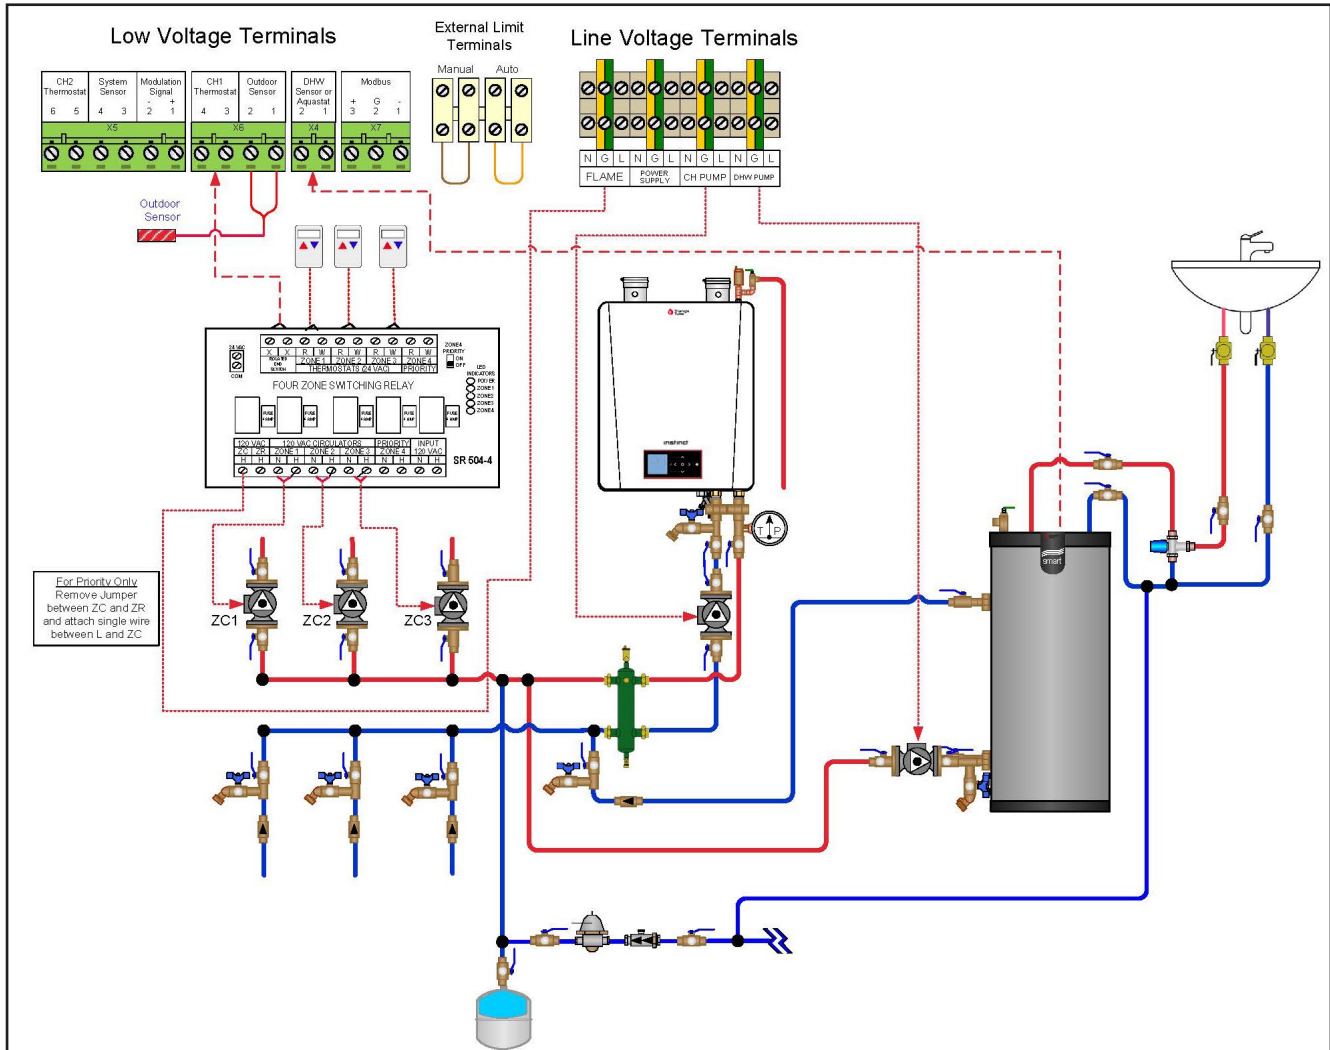 Low Voltage Terminals
External Limit
Terminals
Line Voltage Terminals
Manual Auto
CH2
Thermostat
6 5
System
Sensor
4 3
Modulation
Signal
- +
2 1
CH1
Thermostat
4 3
Outdoor
Sensor
2 1
DHW
Sensor or
Aquastat
2 1
Modbus
+ G -
3 2 1
X5
X6
X4
X7
N G L N G L N G L N G L
FLAME
POWER
SUPPLY
CH PUMP
DHW PUMP
Outdoor
Sensor
24 VAC
COM
X X R W R W R W R W
ISOLATED
END
SWITCH
ZONE 1 ZONE 2 ZONE 3 ZONE 4
THERMOSTATS (24 VAC) PRIORITY
ZONE4
PRIORITY
ON
OFF
LED
INDICATORS
POWER
ZONE1
ZONE2
ZONE3
ZONE4
FOUR ZONE SWITCHING RELAY
120 VAC 120 VAC CIRCULATORS PRIORITY INPUT
ZC ZR ZONE 1 ZONE 2 ZONE 3 ZONE 4 120 VAC
H H N H N H N H N H N H
SR 504-4
instinct
T P
smart
For Priority Only
Remove Jumper
between ZC and ZR
and attach single wire
between L and ZC
ZC1
ZC2
ZC3